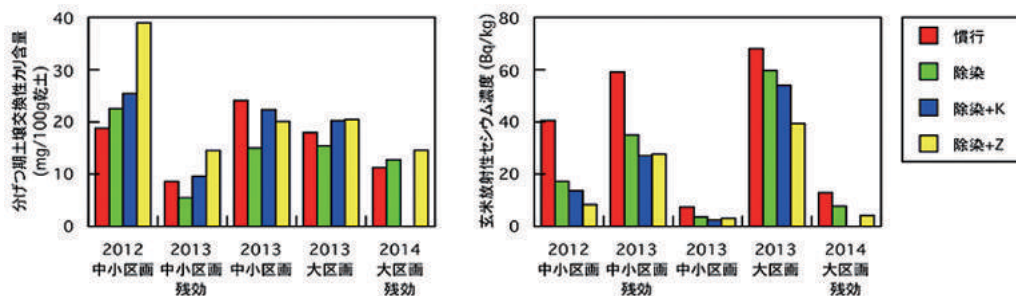 分げつ期土壌交換性カリ含量
(mg/100g乾土)
40
30
20
10
0
2012
中小区画
2013
中小区画
残効
2013
中小区画
2013
大区画
2014
大区画
残効
玄米放射性セシウム濃度 (Bq/kg)
80
60
40
20
0
2012
中小区画
2013
中小区画
残効
2013
中小区画
2013
大区画
2014
大区画
残効
慣行
除染
除染+K
除染+Z